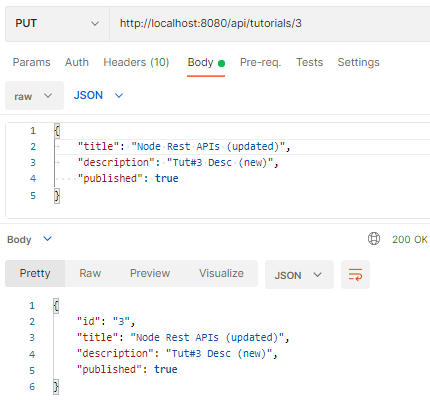 PUT http://localhost:8080/api/tutorials/3
Params Auth Headers (10) Body Pre-req. Tests Settings
raw JSON
1 {
2 "title": "Node Rest APIs (updated)",
3 "description": "Tut#3 Desc (new)",
4 "published": true
5 }
Body 200 OK
Pretty Raw Preview Visualize JSON
1 {
2 "id": "3",
3 "title": "Node Rest APIs (updated)",
4 "description": "Tut#3 Desc (new)",
5 "published": true
6 }